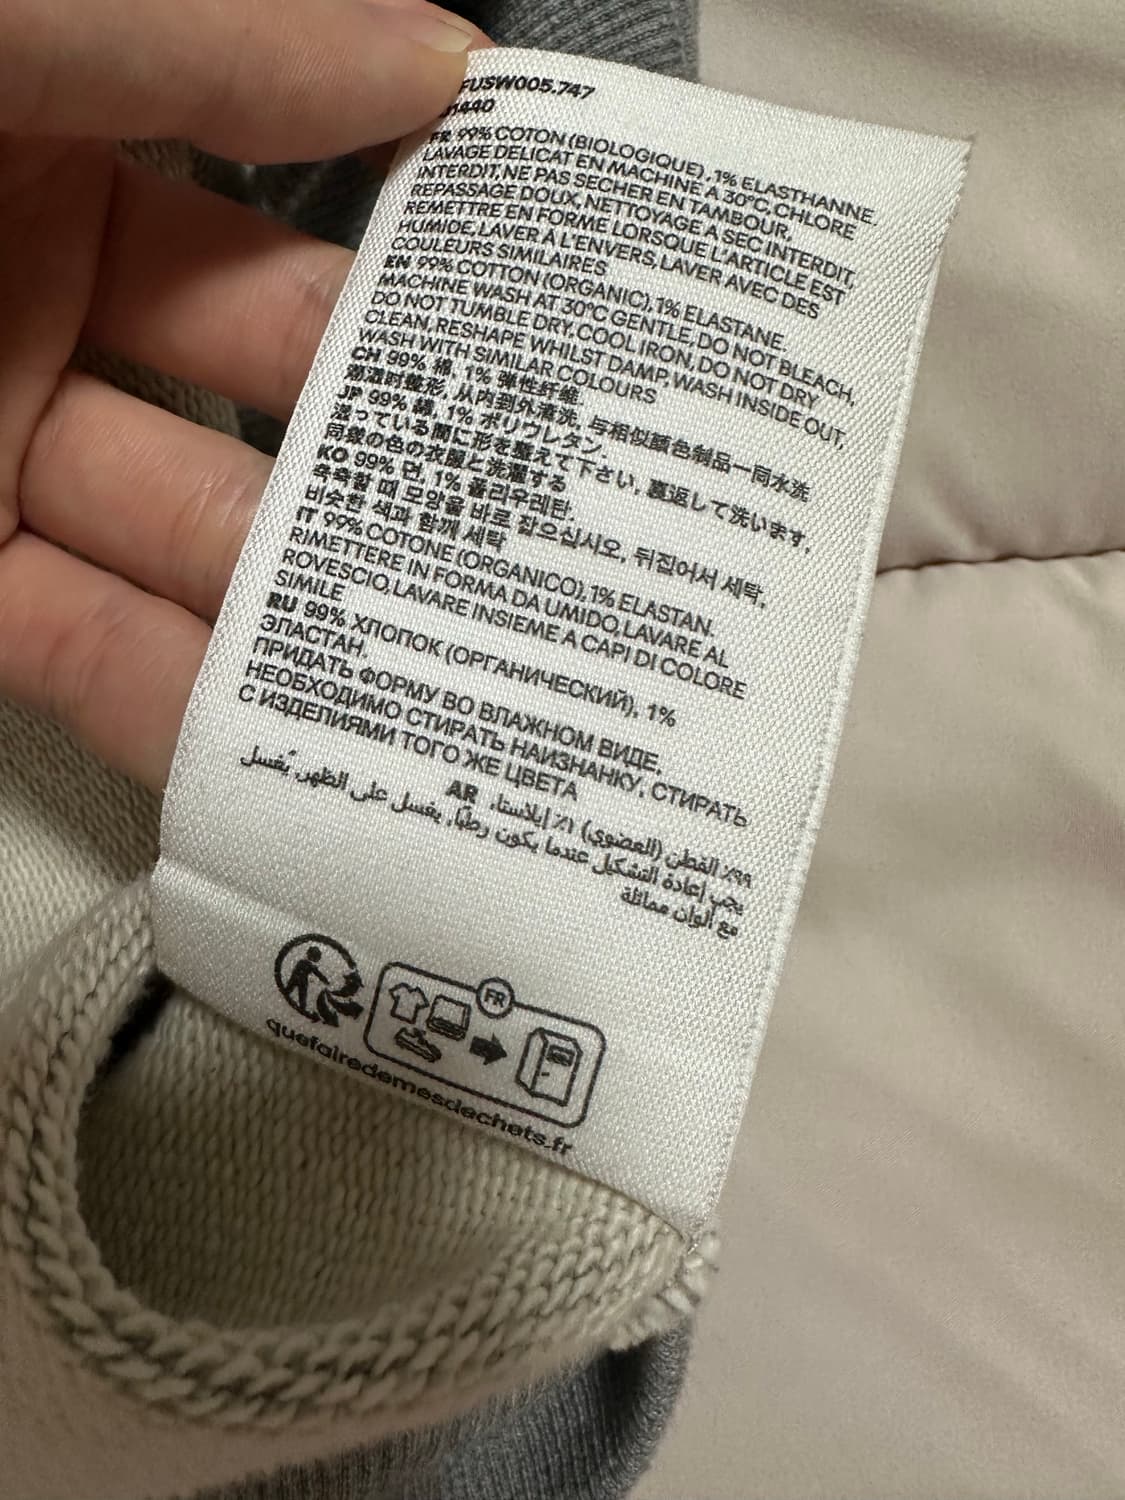 FUSW005.747
J1440
FR 99% COTON (BIOLOGIQUE), 1% ELASTHANNE.
LAVAGE DELICAT EN MACHINE A 30°C, CHLORE
INTERDIT, NE PAS SECHER EN TAMBOUR,
REPASSAGE DOUX, NETTOYAGE A SEC INTERDIT,
REMETTRE EN FORME LORSQUE L'ARTICLE EST
HUMIDE, LAVER À L'ENVERS, LAVER AVEC DES
COULEURS SIMILAIRES
EN 99% COTTON (ORGANIC), 1% ELASTANE.
MACHINE WASH AT 30°C GENTLE, DO NOT BLEACH,
DO NOT TUMBLE DRY, COOL IRON, DO NOT DRY
CLEAN, RESHAPE WHILST DAMP, WASH INSIDE OUT,
WASH WITH SIMILAR COLOURS
CH 99% 棉, 1% 弹性纤维.
潮湿时整形, 从内到外清洗, 与相似颜色制品一同水洗
JP 99% 綿, 1% ポリウレタン.
湿っている間に形を整えて下さい, 裏返して洗います,
同級の色の衣服と洗濯する
KO 99% 면, 1% 폴리우레탄.
축축할 때 모양을 바로 잡으십시오, 뒤집어서 세탁,
비슷한 색과 함께 세탁
IT 99% COTONE (ORGANICO), 1% ELASTAN.
RIMETTERE IN FORMA DA UMIDO, LAVARE AL
ROVESCIO, LAVARE INSIEME A CAPI DI COLORE
SIMILE
RU 99% ХЛОПОК (ОРГАНИЧЕСКИЙ), 1%
ЭЛАСТАН.
ПРИДАТЬ ФОРМУ ВО ВЛАЖНОМ ВИДЕ,
НЕОБХОДИМО СТИРАТЬ НАИЗНАНКУ, СТИРАТЬ
С ИЗДЕЛИЯМИ ТОГО ЖЕ ЦВЕТА
AR
٩٩٪ القطن (العضوي) ١٪ إيلاستا،
يجب إعادة التشكيل عندما يكون رطبًا, يغسل على الظهر, يُغسل
مع ألوان مماثلة
FR
quefairedemesdechets.fr